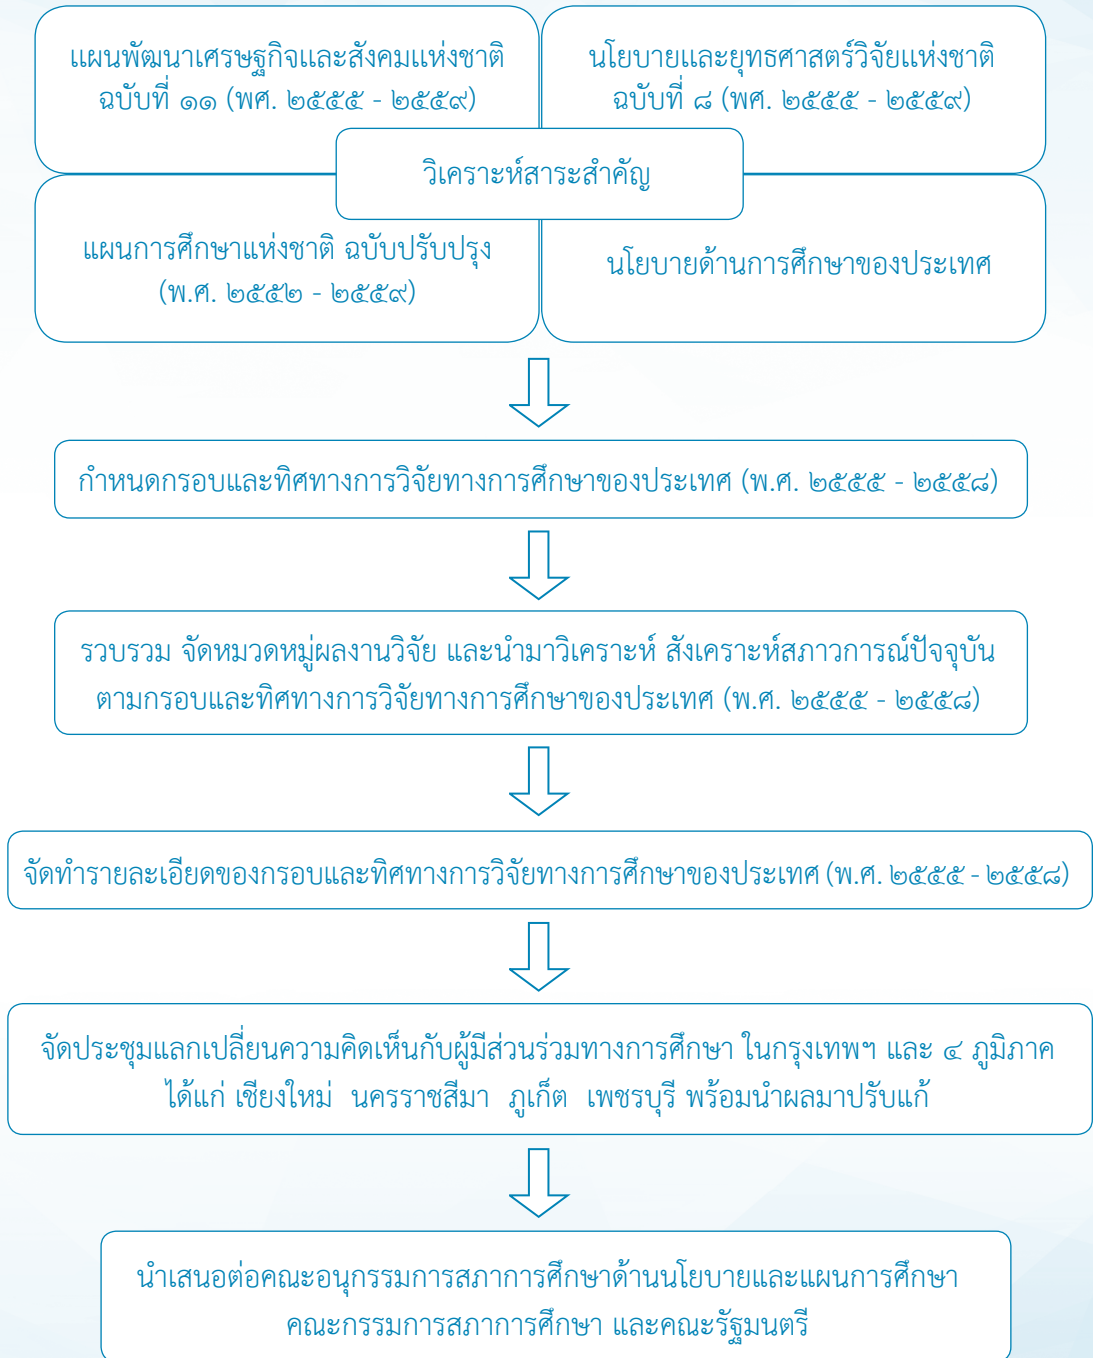 แผนพัฒนาเศรษฐกิจและสังคมแห่งชาติ
ฉบับที่ ๑๑ (พศ. ๒๕๕๕ - ๒๕๕๙)
นโยบายและยุทธศาสตร์วิจัยแห่งชาติ
ฉบับที่ ๘ (พศ. ๒๕๕๕ - ๒๕๕๙)
วิเคราะห์สาระสำคัญ
แผนการศึกษาแห่งชาติ ฉบับปรับปรุง
(พ.ศ. ๒๕๕๒ - ๒๕๕๙)
นโยบายด้านการศึกษาของประเทศ
กำหนดกรอบและทิศทางการวิจัยทางการศึกษาของประเทศ (พ.ศ. ๒๕๕๕ - ๒๕๕๘)
รวบรวม จัดหมวดหมู่ผลงานวิจัย และนำมาวิเคราะห์ สังเคราะห์สภาวการณ์ปัจจุบัน
ตามกรอบและทิศทางการวิจัยทางการศึกษาของประเทศ (พ.ศ. ๒๕๕๕ - ๒๕๕๘)
จัดทำรายละเอียดของกรอบและทิศทางการวิจัยทางการศึกษาของประเทศ (พ.ศ. ๒๕๕๕ - ๒๕๕๘)
จัดประชุมแลกเปลี่ยนความคิดเห็นกับผู้มีส่วนร่วมทางการศึกษา ในกรุงเทพฯ และ ๔ ภูมิภาค
ได้แก่ เชียงใหม่ นครราชสีมา ภูเก็ต เพชรบุรี พร้อมนำผลมาปรับแก้
นำเสนอต่อคณะอนุกรรมการสภาการศึกษาด้านนโยบายและแผนการศึกษา
คณะกรรมการสภาการศึกษา และคณะรัฐมนตรี